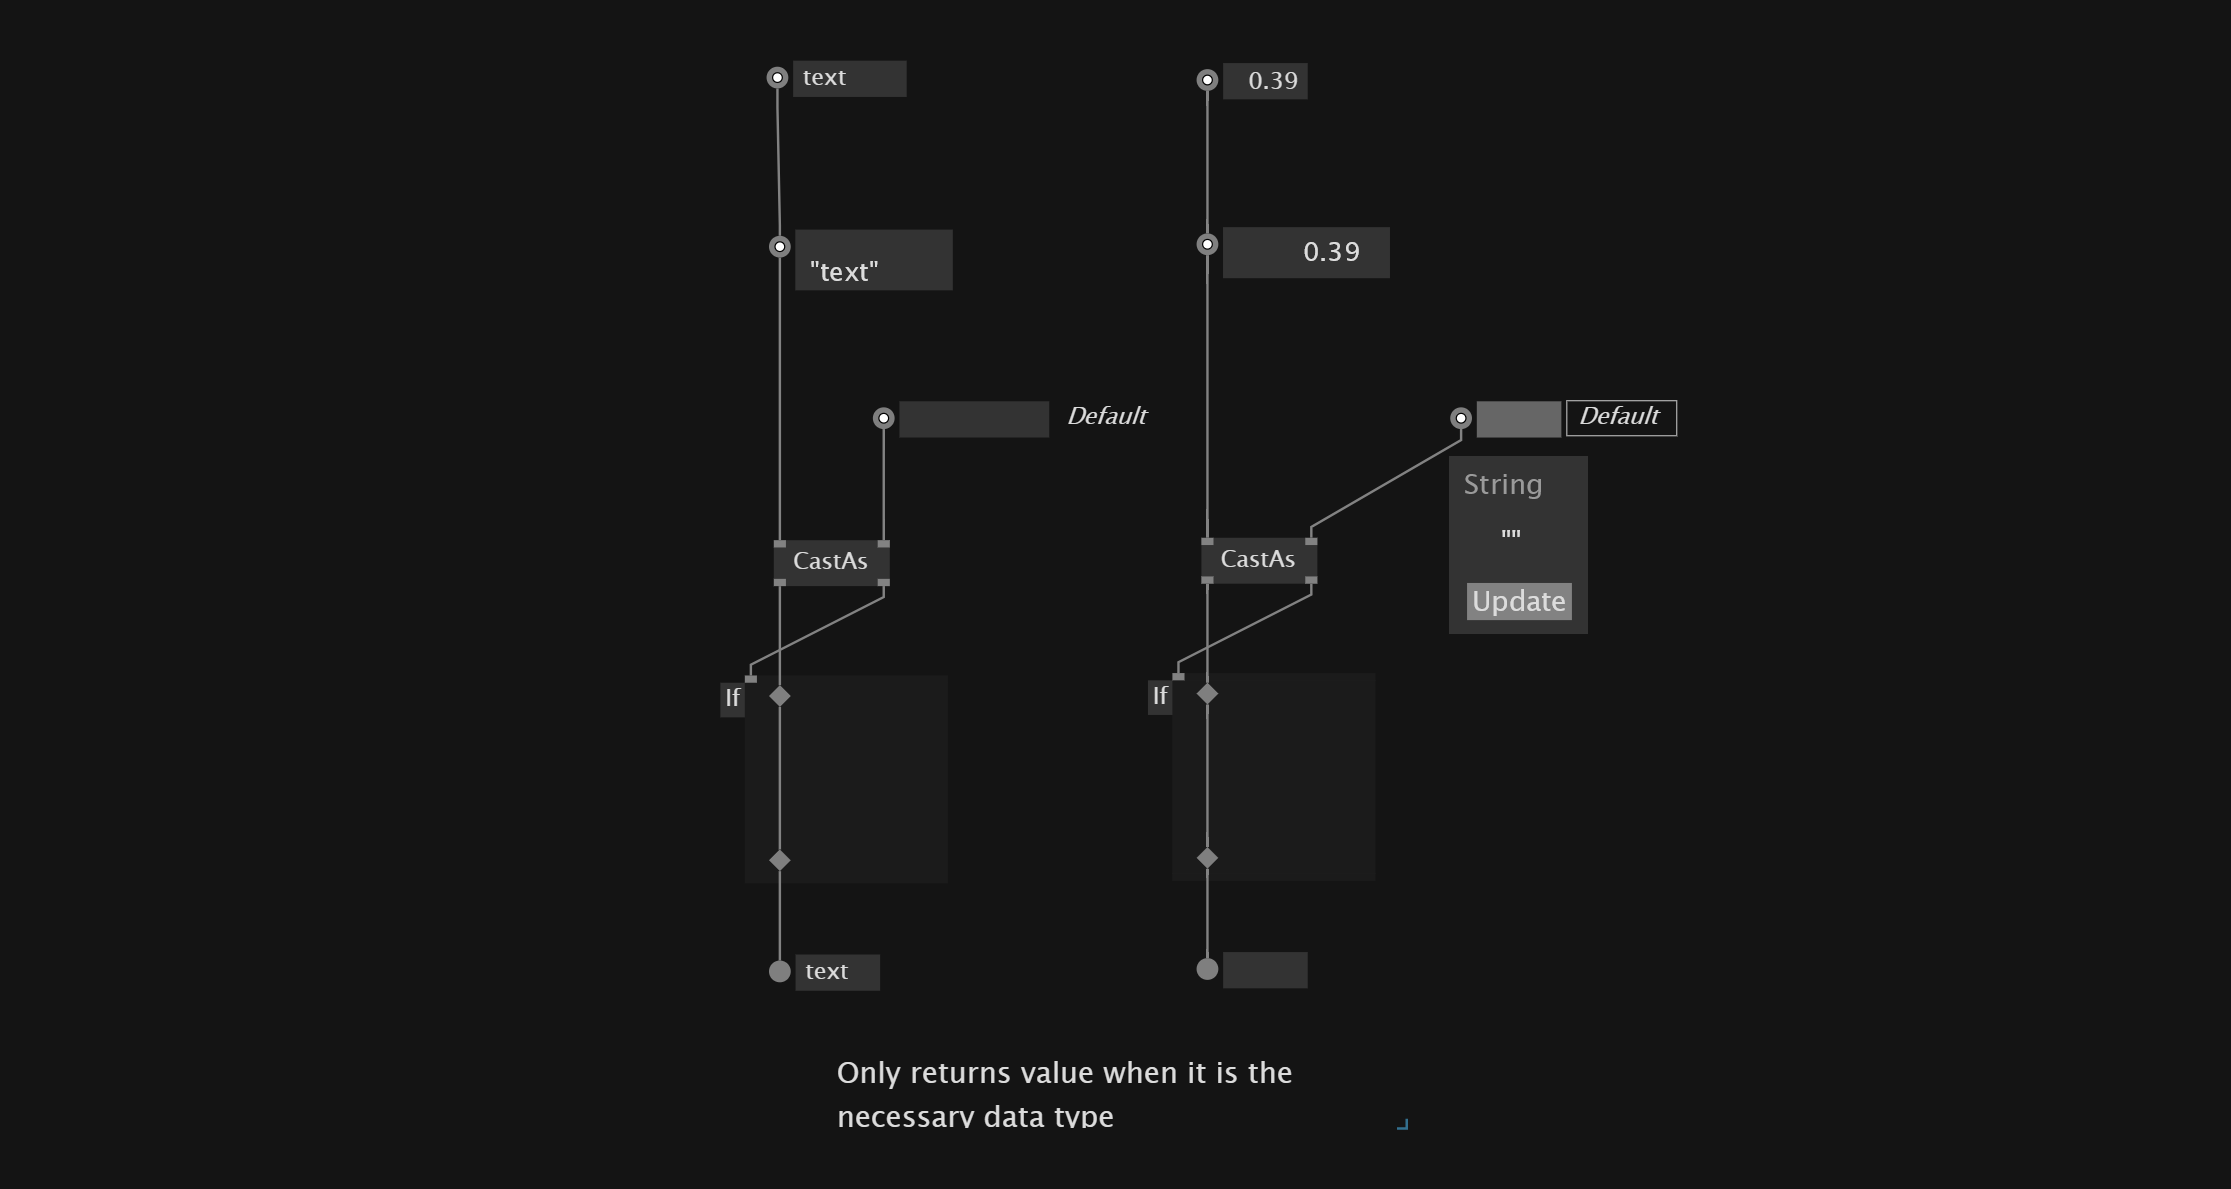 text
0.39
"text"
0.39
Default
Default
String
""
Update
CastAs
CastAs
If
If
text
Only returns value when it is the
necessary data type